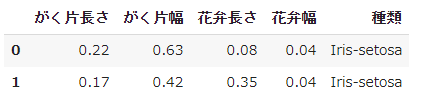 がく片長さ がく片幅 花弁長さ 花弁幅 種類
0 0.22 0.63 0.08 0.04 Iris-setosa
1 0.17 0.42 0.35 0.04 Iris-setosa